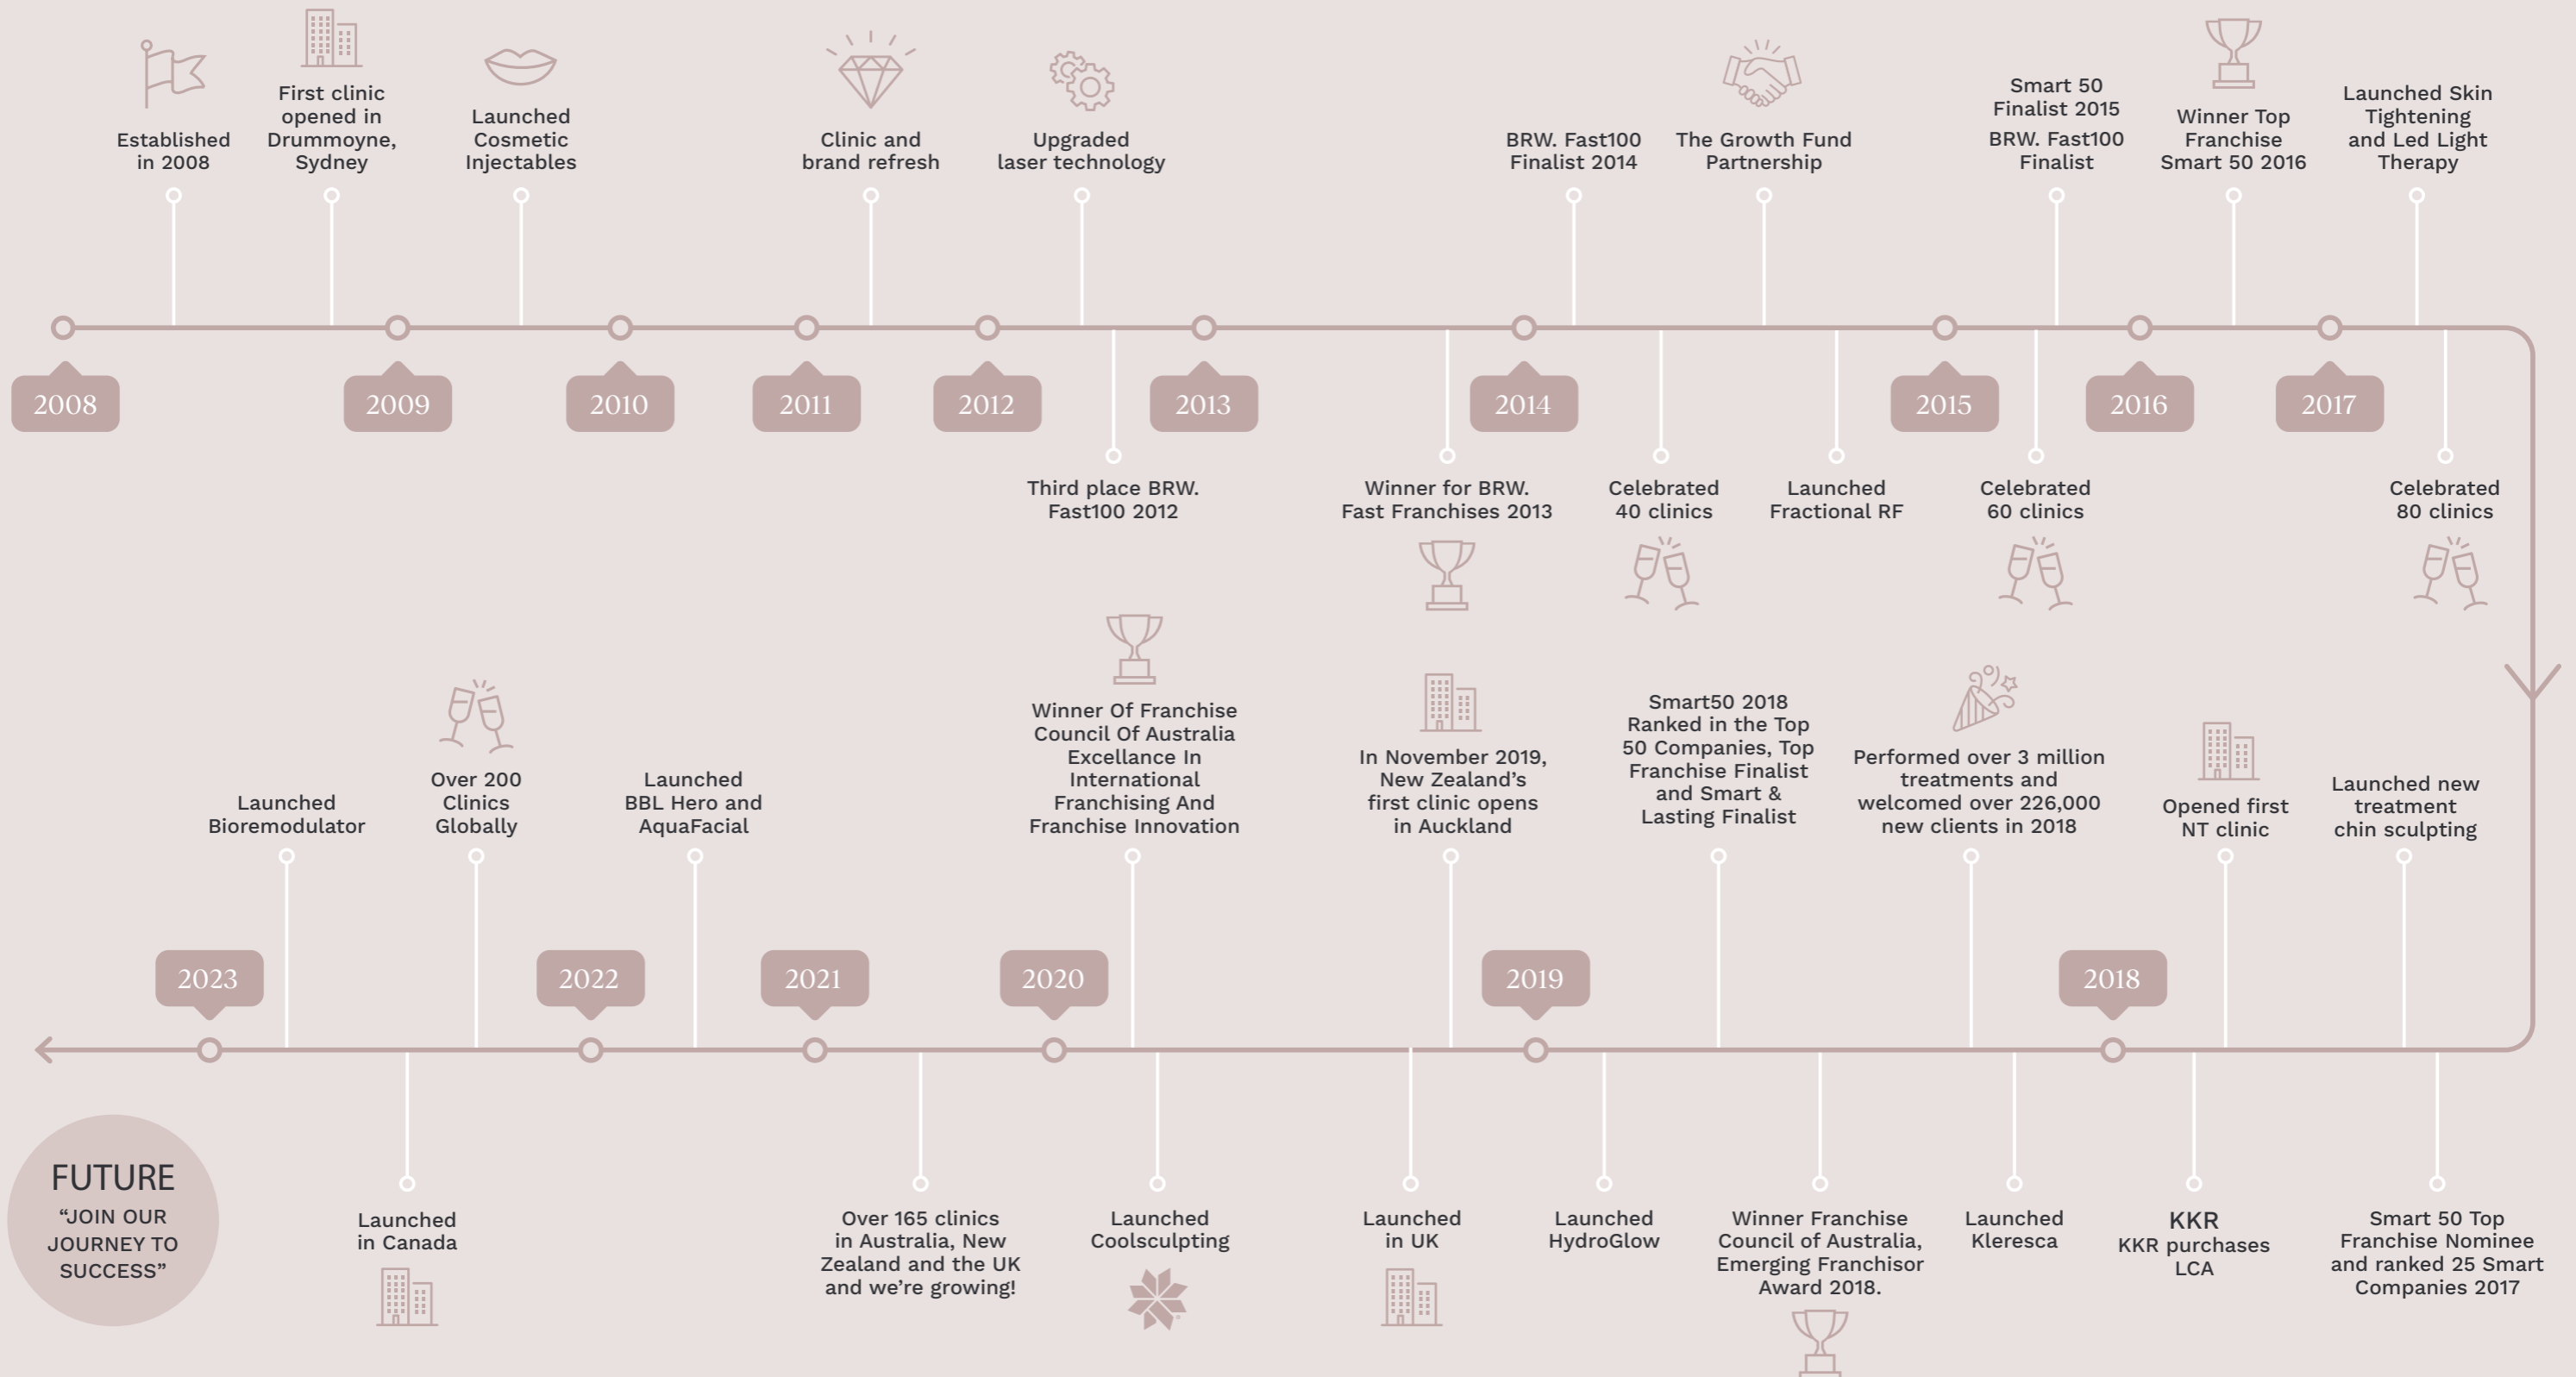 Established
in 2008
First clinic
opened in
Drummoyne,
Sydney
Launched
Cosmetic
Injectables
Clinic and
brand refresh
Upgraded
laser technology
BRW. Fast100
Finalist 2014
The Growth Fund
Partnership
Smart 50
Finalist 2015
BRW. Fast100
Finalist
Winner Top
Franchise
Smart 50 2016
Launched Skin
Tightening
and Led Light
Therapy
2008
2009
2010
2011
2012
2013
2014
2015
2016
2017
Third place BRW.
Fast100 2012
Winner for BRW.
Fast Franchises 2013
Celebrated
40 clinics
Launched
Fractional RF
Celebrated
60 clinics
Celebrated
80 clinics
Launched
Bioremodulator
Over 200
Clinics
Globally
Launched
BBL Hero and
AquaFacial
Winner Of Franchise
Council Of Australia
Excellance In
International
Franchising And
Franchise Innovation
In November 2019,
New Zealand’s
first clinic opens
in Auckland
Smart50 2018
Ranked in the Top
50 Companies, Top
Franchise Finalist
and Smart &
Lasting Finalist
Performed over 3 million
treatments and
welcomed over 226,000
new clients in 2018
Opened first
NT clinic
Launched new
treatment
chin sculpting
2023
2022
2021
2020
2019
2018
FUTURE
“JOIN OUR
JOURNEY TO
SUCCESS”
Launched
in Canada
Over 165 clinics
in Australia, New
Zealand and the UK
and we’re growing!
Launched
Coolsculpting
Launched
in UK
Launched
HydroGlow
Winner Franchise
Council of Australia,
Emerging Franchisor
Award 2018.
Launched
Kleresca
KKR
KKR purchases
LCA
Smart 50 Top
Franchise Nominee
and ranked 25 Smart
Companies 2017